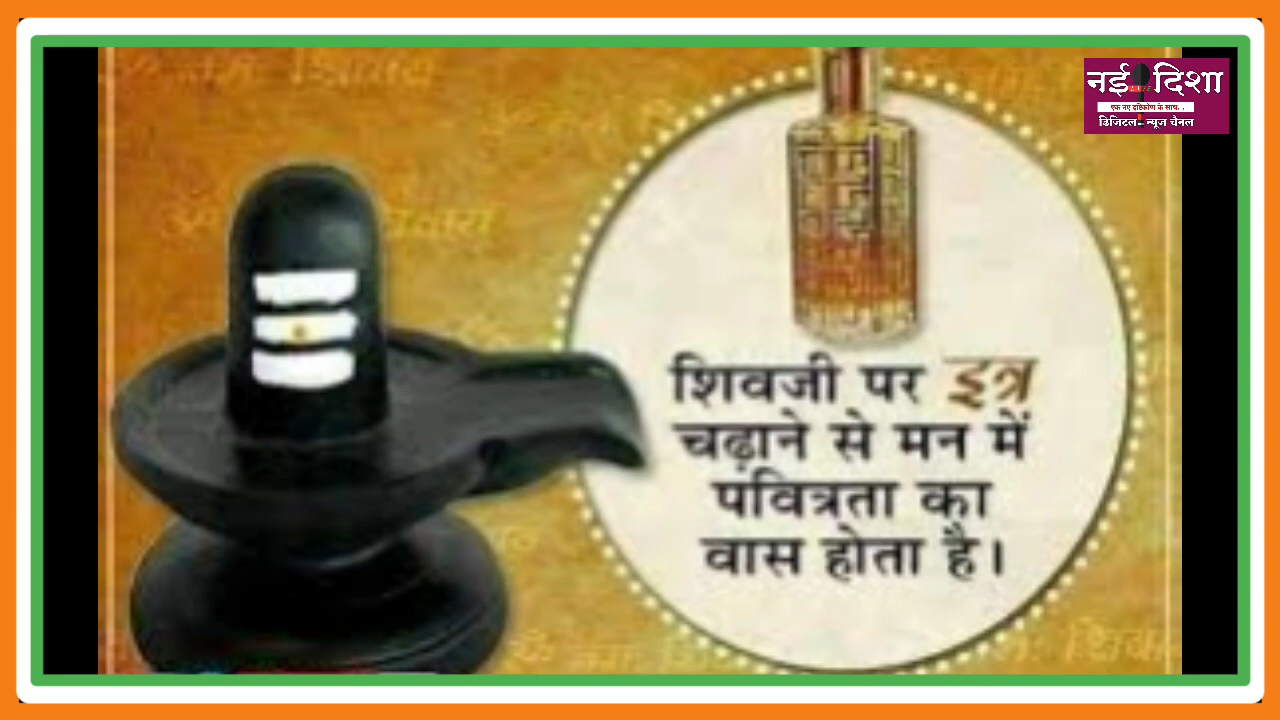 नई दिशा
एक नए दृष्टिकोण के साथ..
डिजिटल न्यूज चैनल
शिवजी पर इत्र
चढ़ाने से मन में
पवित्रता का
वास होता है।